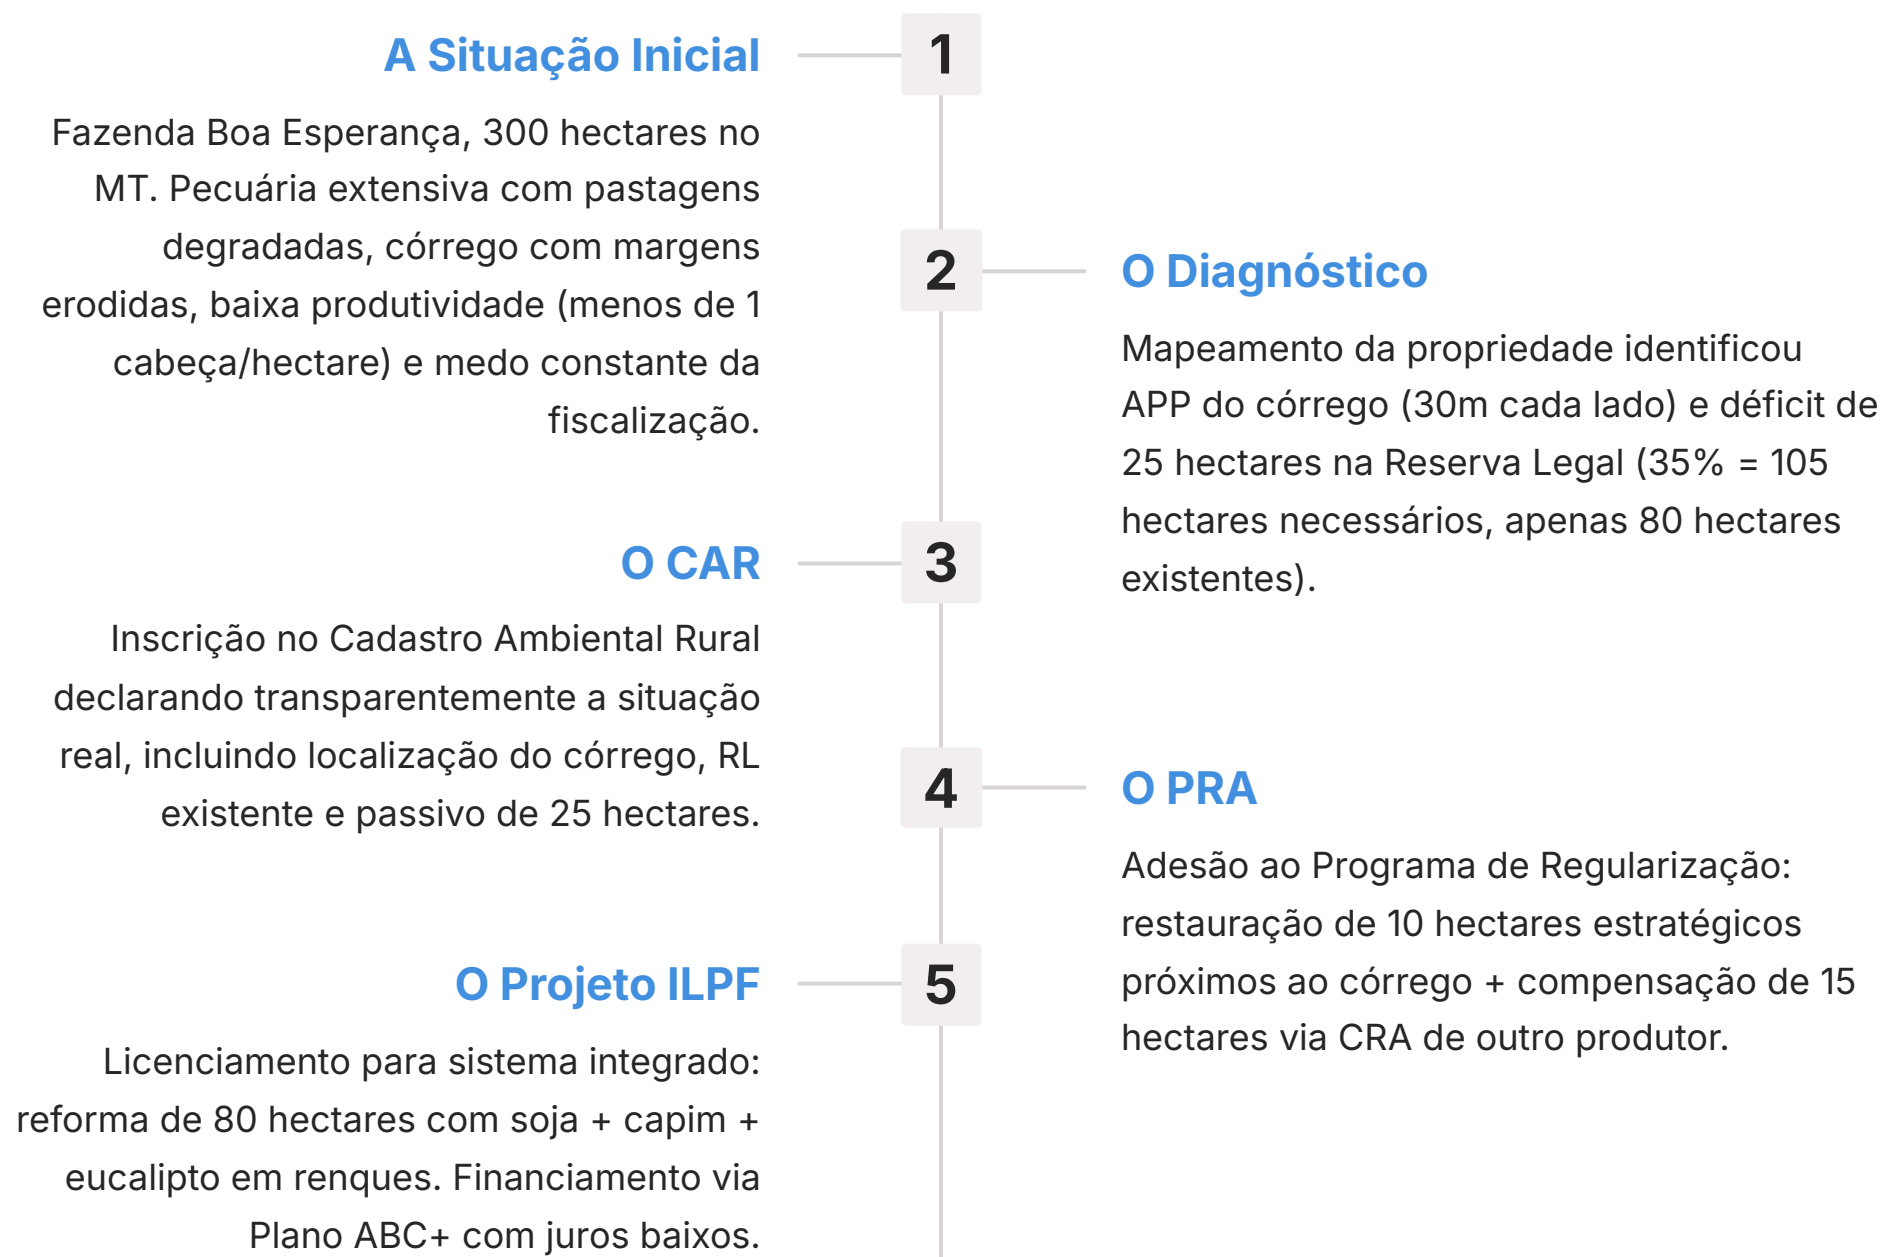 1
A Situação Inicial
Fazenda Boa Esperança, 300 hectares no
MT. Pecuária extensiva com pastagens
degradadas, córrego com margens
erodidas, baixa produtividade (menos de 1
cabeça/hectare) e medo constante da
fiscalização.
2
O Diagnóstico
Mapeamento da propriedade identificou
APP do córrego (30m cada lado) e déficit de
25 hectares na Reserva Legal (35% = 105
hectares necessários, apenas 80 hectares
existentes).
3
O CAR
Inscrição no Cadastro Ambiental Rural
declarando transparentemente a situação
real, incluindo localização do córrego, RL
existente e passivo de 25 hectares.
4
O PRA
Adesão ao Programa de Regularização:
restauração de 10 hectares estratégicos
próximos ao córrego + compensação de 15
hectares via CRA de outro produtor.
5
O Projeto ILPF
Licenciamento para sistema integrado:
reforma de 80 hectares com soja + capim +
eucalipto em renques. Financiamento via
Plano ABC+ com juros baixos.